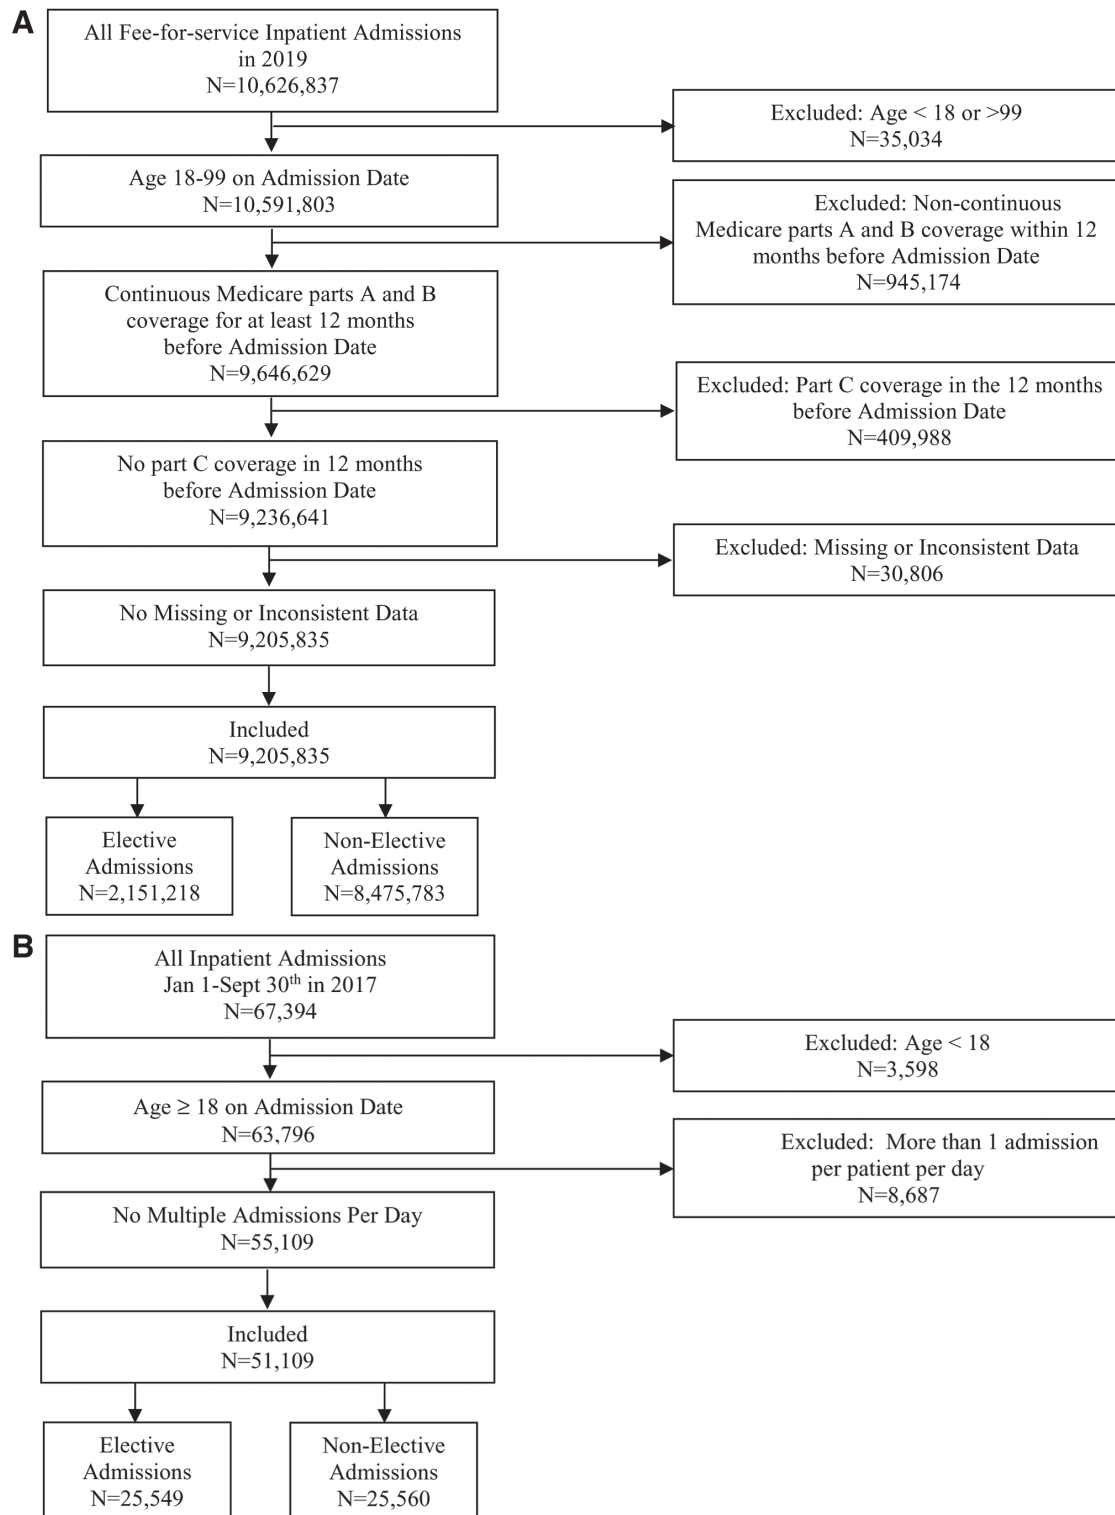 A
All Fee-for-service Inpatient Admissions
in 2019
N=10,626,837
Excluded: Age < 18 or >99
N=35,034
Age 18-99 on Admission Date
N=10,591,803
Excluded: Non-continuous
Medicare parts A and B coverage within 12
months before Admission Date
N=945,174
Continuous Medicare parts A and B
coverage for at least 12 months
before Admission Date
N=9,646,629
Excluded: Part C coverage in the 12 months
before Admission Date
N=409,988
No part C coverage in 12 months
before Admission Date
N=9,236,641
Excluded: Missing or Inconsistent Data
N=30,806
No Missing or Inconsistent Data
N=9,205,835
Included
N=9,205,835
Elective
Admissions
N=2,151,218
Non-Elective
Admissions
N=8,475,783
B
All Inpatient Admissions
Jan 1-Sept 30th in 2017
N=67,394
Excluded: Age < 18
N=3,598
Age ≥ 18 on Admission Date
N=63,796
Excluded: More than 1 admission
per patient per day
N=8,687
No Multiple Admissions Per Day
N=55,109
Included
N=51,109
Elective
Admissions
N=25,549
Non-Elective
Admissions
N=25,560